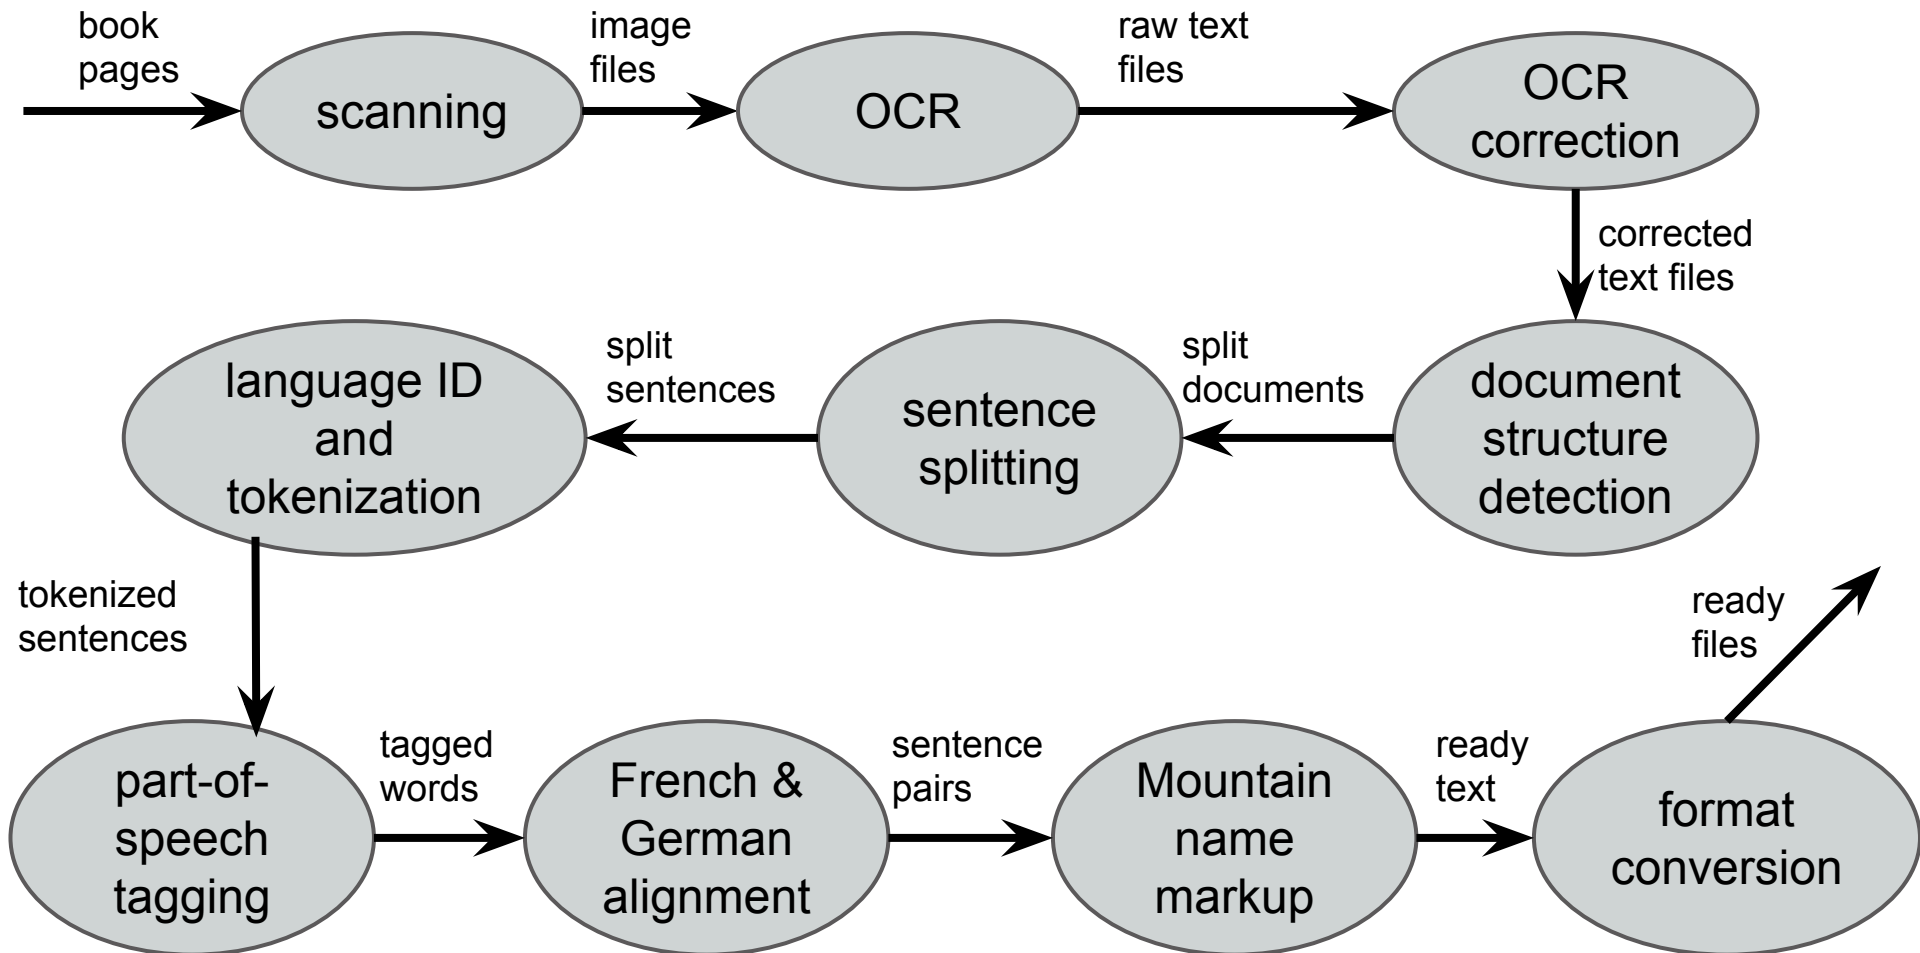 book
pages
scanning
image
files
OCR
raw text
files
OCR
correction
corrected
text files
document
structure
detection
split
documents
sentence
splitting
split
sentences
language ID
and
tokenization
tokenized
sentences
part-of-
speech
tagging
tagged
words
French &
German
alignment
sentence
pairs
Mountain
name
markup
ready
text
format
conversion
ready
files